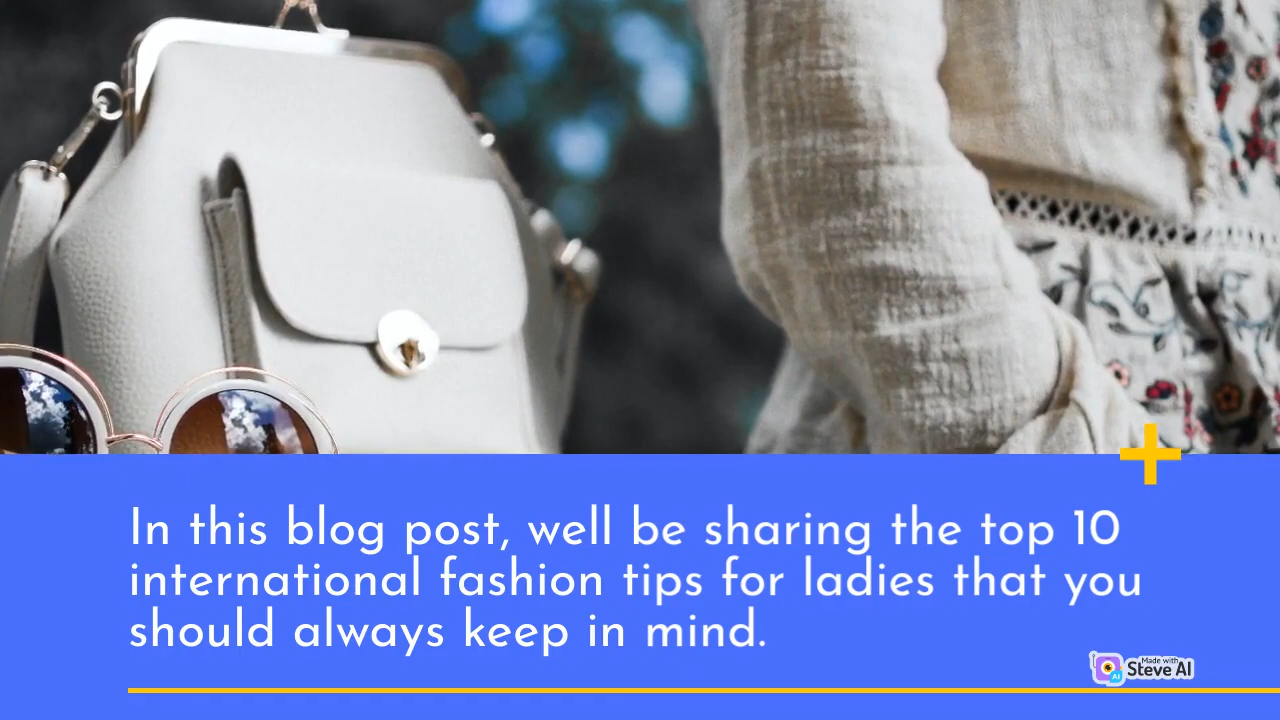 In this blog post, well be sharing the top 10
international fashion tips for ladies that you
should always keep in mind.
Made with
Steve AI
AI